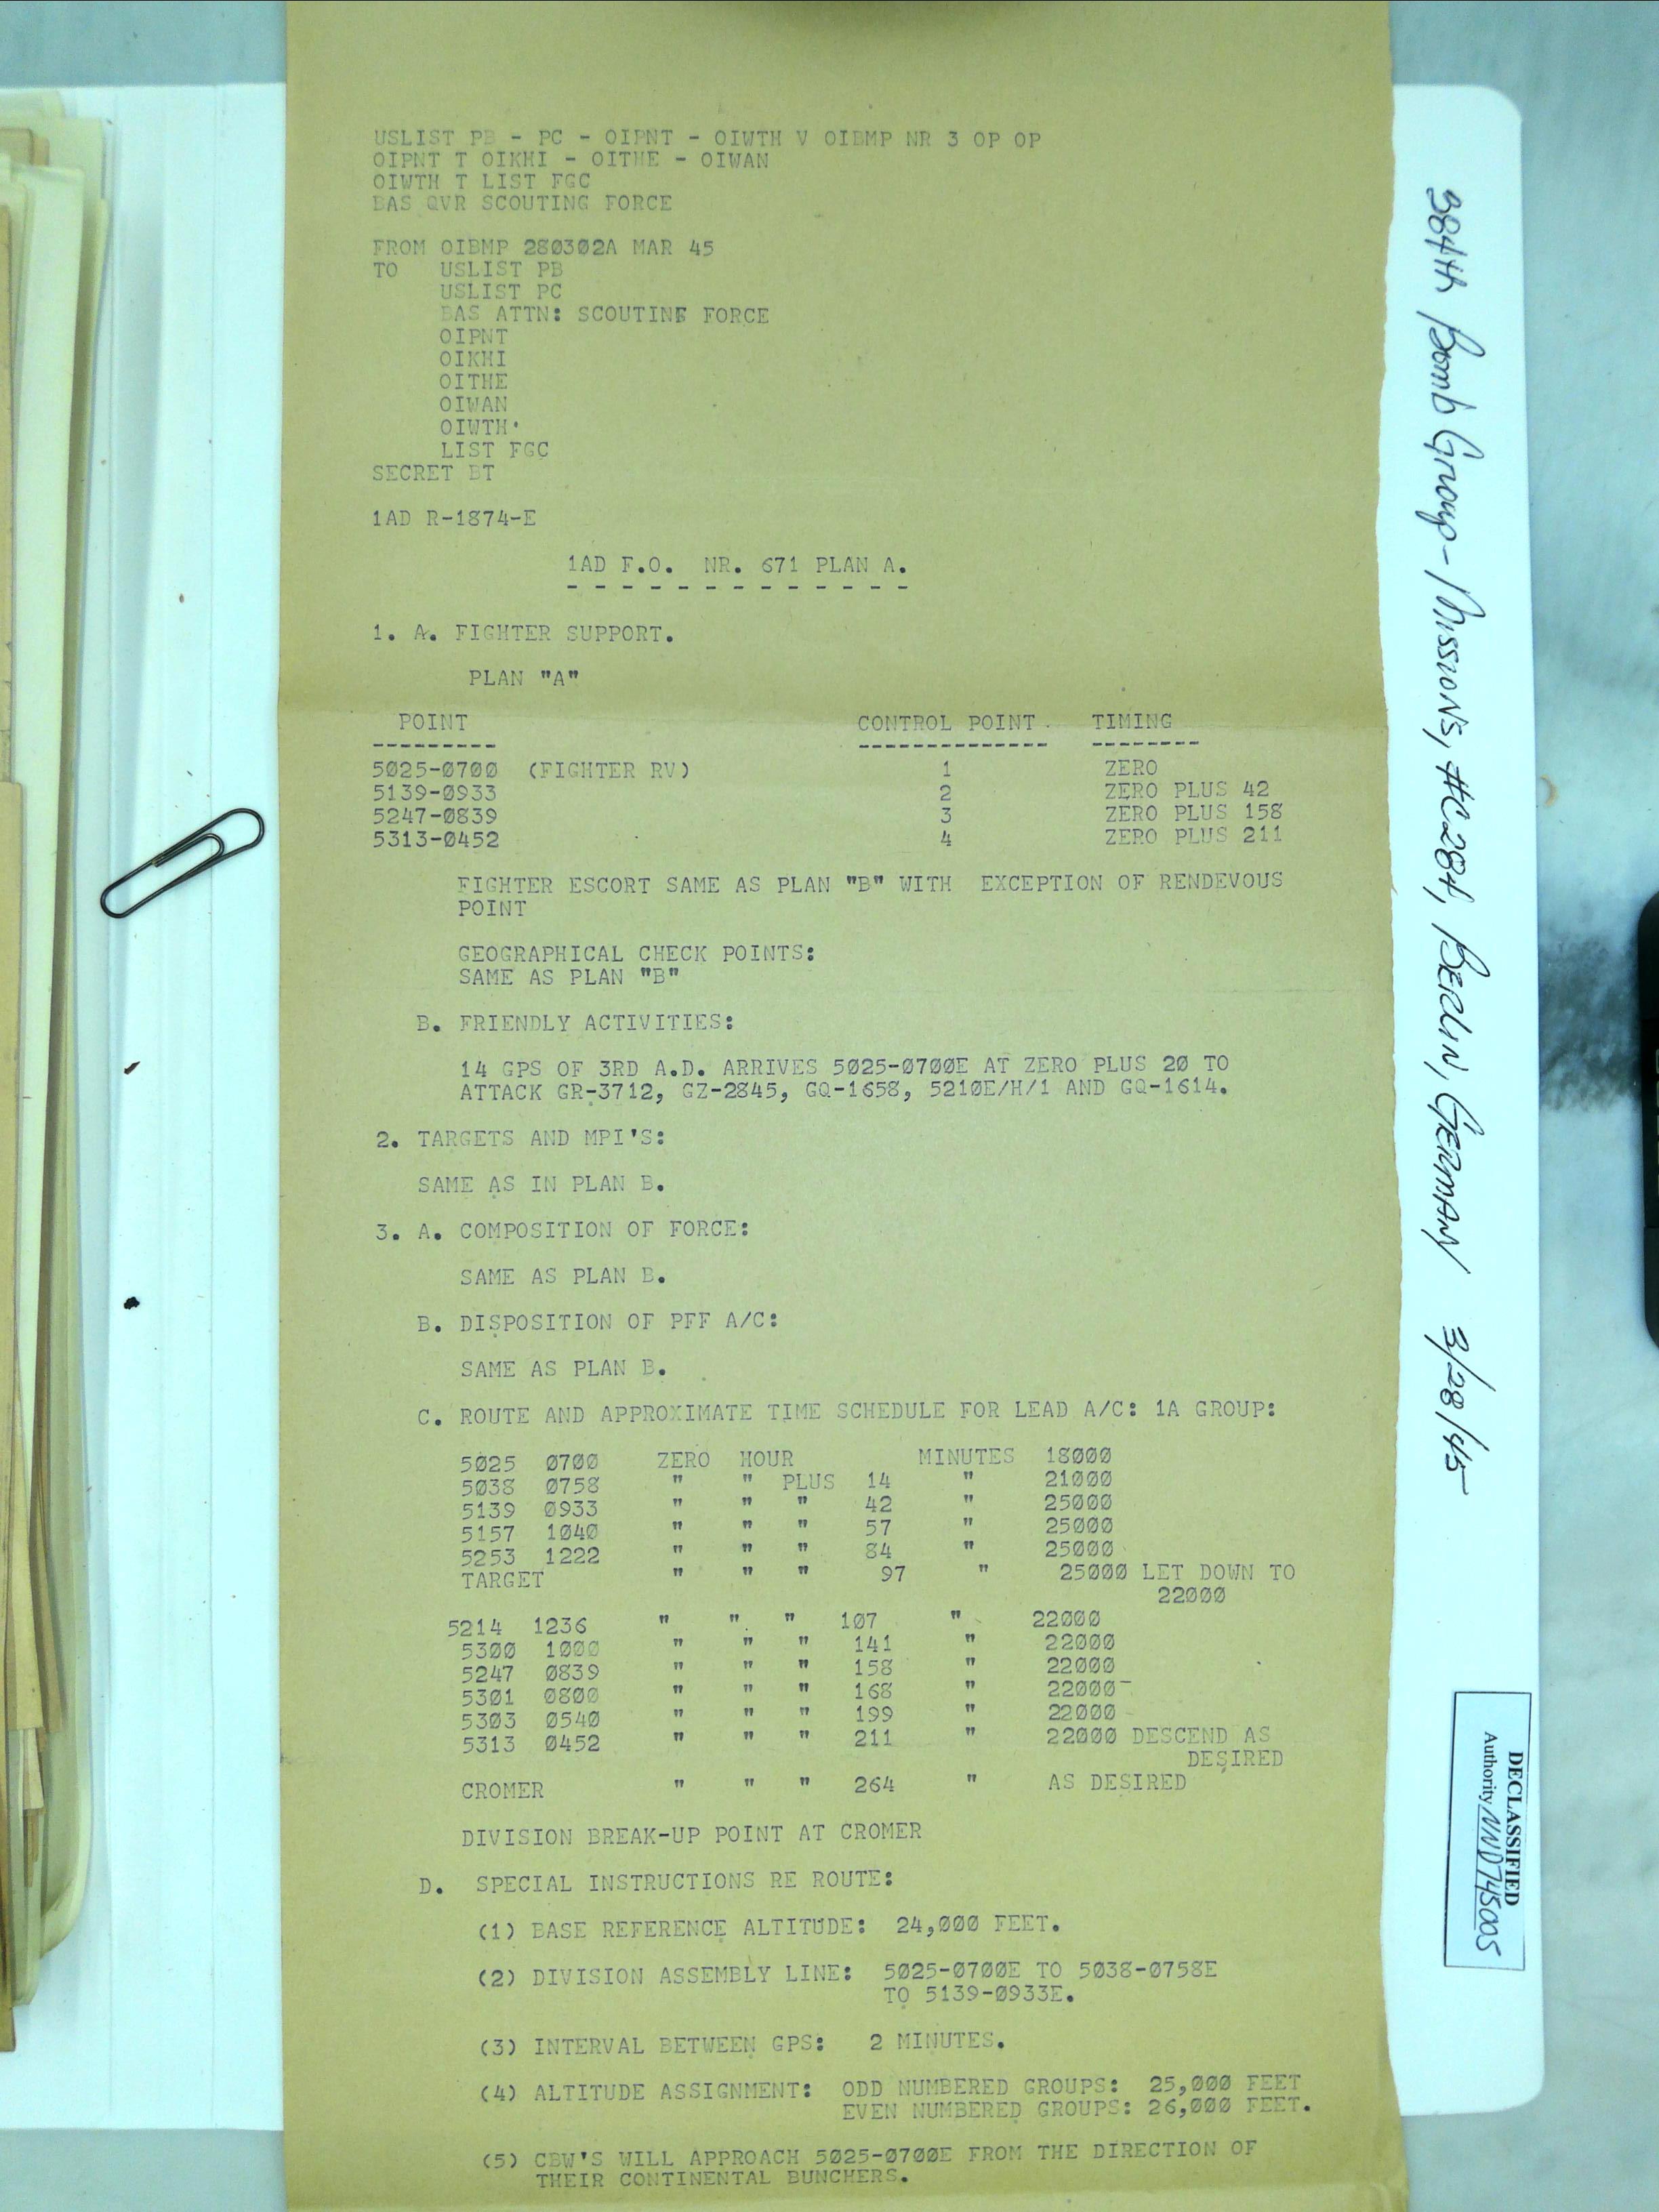 USLIST PB - PC - OIPNT - OIWTH V OIBMP NR 3 OP OP
OIPNT T OIKHI - OITHE - OIWAN
OIWTH T LIST FGC
BAS QVR SCOUTING FORCE
FROM OIBMP 280302A MAR 45
TO USLIST PB
USLIST PC
BAS ATTN: SCOUTING FORCE
OIPNT
OIKHI
OITHE
OIWAN
OIWTH
LIST FGC
SECRET BT
1AD R-1874-E
1AD F.O. NR. 671 PLAN A.
- - - - - - - - - - - - - -
1. A. FIGHTER SUPPORT.
PLAN "A"
POINT CONTROL POINT TIMING
--------- -------------- --------
5025-0700 (FIGHTER RV) 1 ZERO
5139-0933 2 ZERO PLUS 42
5247-0839 3 ZERO PLUS 158
5313-0452 4 ZERO PLUS 211
FIGHTER ESCORT SAME AS PLAN "B" WITH EXCEPTION OF RENDEVOUS
POINT
GEOGRAPHICAL CHECK POINTS:
SAME AS PLAN "B"
B. FRIENDLY ACTIVITIES:
14 GPS OF 3RD A.D. ARRIVES 5025-0700E AT ZERO PLUS 20 TO
ATTACK GR-3712, GZ-2845, GQ-1658, 5210E/H/1 AND GQ-1614.
2. TARGETS AND MPI'S:
SAME AS IN PLAN B.
3. A. COMPOSITION OF FORCE:
SAME AS PLAN B.
B. DISPOSITION OF PFF A/C:
SAME AS PLAN B.
C. ROUTE AND APPROXIMATE TIME SCHEDULE FOR LEAD A/C: 1A GROUP:
5025 0700 ZERO HOUR MINUTES 18000
5038 0758 " " PLUS 14 " 21000
5139 0933 " " " 42 " 25000
5157 1040 " " " 57 " 25000
5253 1222 " " " 84 " 25000
TARGET " " " 97 " 25000 LET DOWN TO
22000
5214 1236 " " " 107 " 22000
5300 1000 " " " 141 " 22000
5247 0839 " " " 158 " 22000
5301 0800 " " " 168 " 22000
5303 0540 " " " 199 " 22000
5313 0452 " " " 211 " 22000 DESCEND AS
DESIRED
CROMER " " " 264 " AS DESIRED
DIVISION BREAK-UP POINT AT CROMER
D. SPECIAL INSTRUCTIONS RE ROUTE:
(1) BASE REFERENCE ALTITUDE: 24,000 FEET.
(2) DIVISION ASSEMBLY LINE: 5025-0700E TO 5038-0758E
TO 5139-0933E.
(3) INTERVAL BETWEEN GPS: 2 MINUTES.
(4) ALTITUDE ASSIGNMENT: ODD NUMBERED GROUPS: 25,000 FEET
EVEN NUMBERED GROUPS: 26,000 FEET.
(5) CBW'S WILL APPROACH 5025-0700E FROM THE DIRECTION OF
THEIR CONTINENTAL BUNCHERS.
384th Bomb Group - Missions, #C284, BERLIN, GERMANY 3/28/45
DECLASSIFIED
Authority NND745005